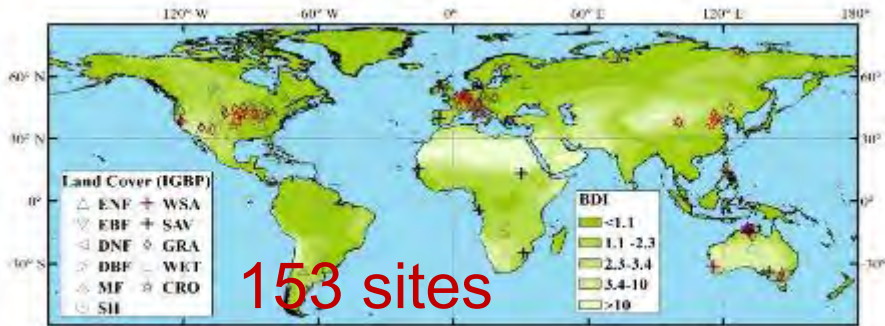 120° W 60° W 0° 60° E 120° E 180°
60° N
30° N
0°
30° S
60° N
30° N
0°
30° S
Land Cover (IGBP)
ENF WSA
EBF SAV
DNF GRA
DBF WET
MF CRO
SH
BDI
<1.1
1.1 -2.3
2.3-3.4
3.4-10
>10
153 sites